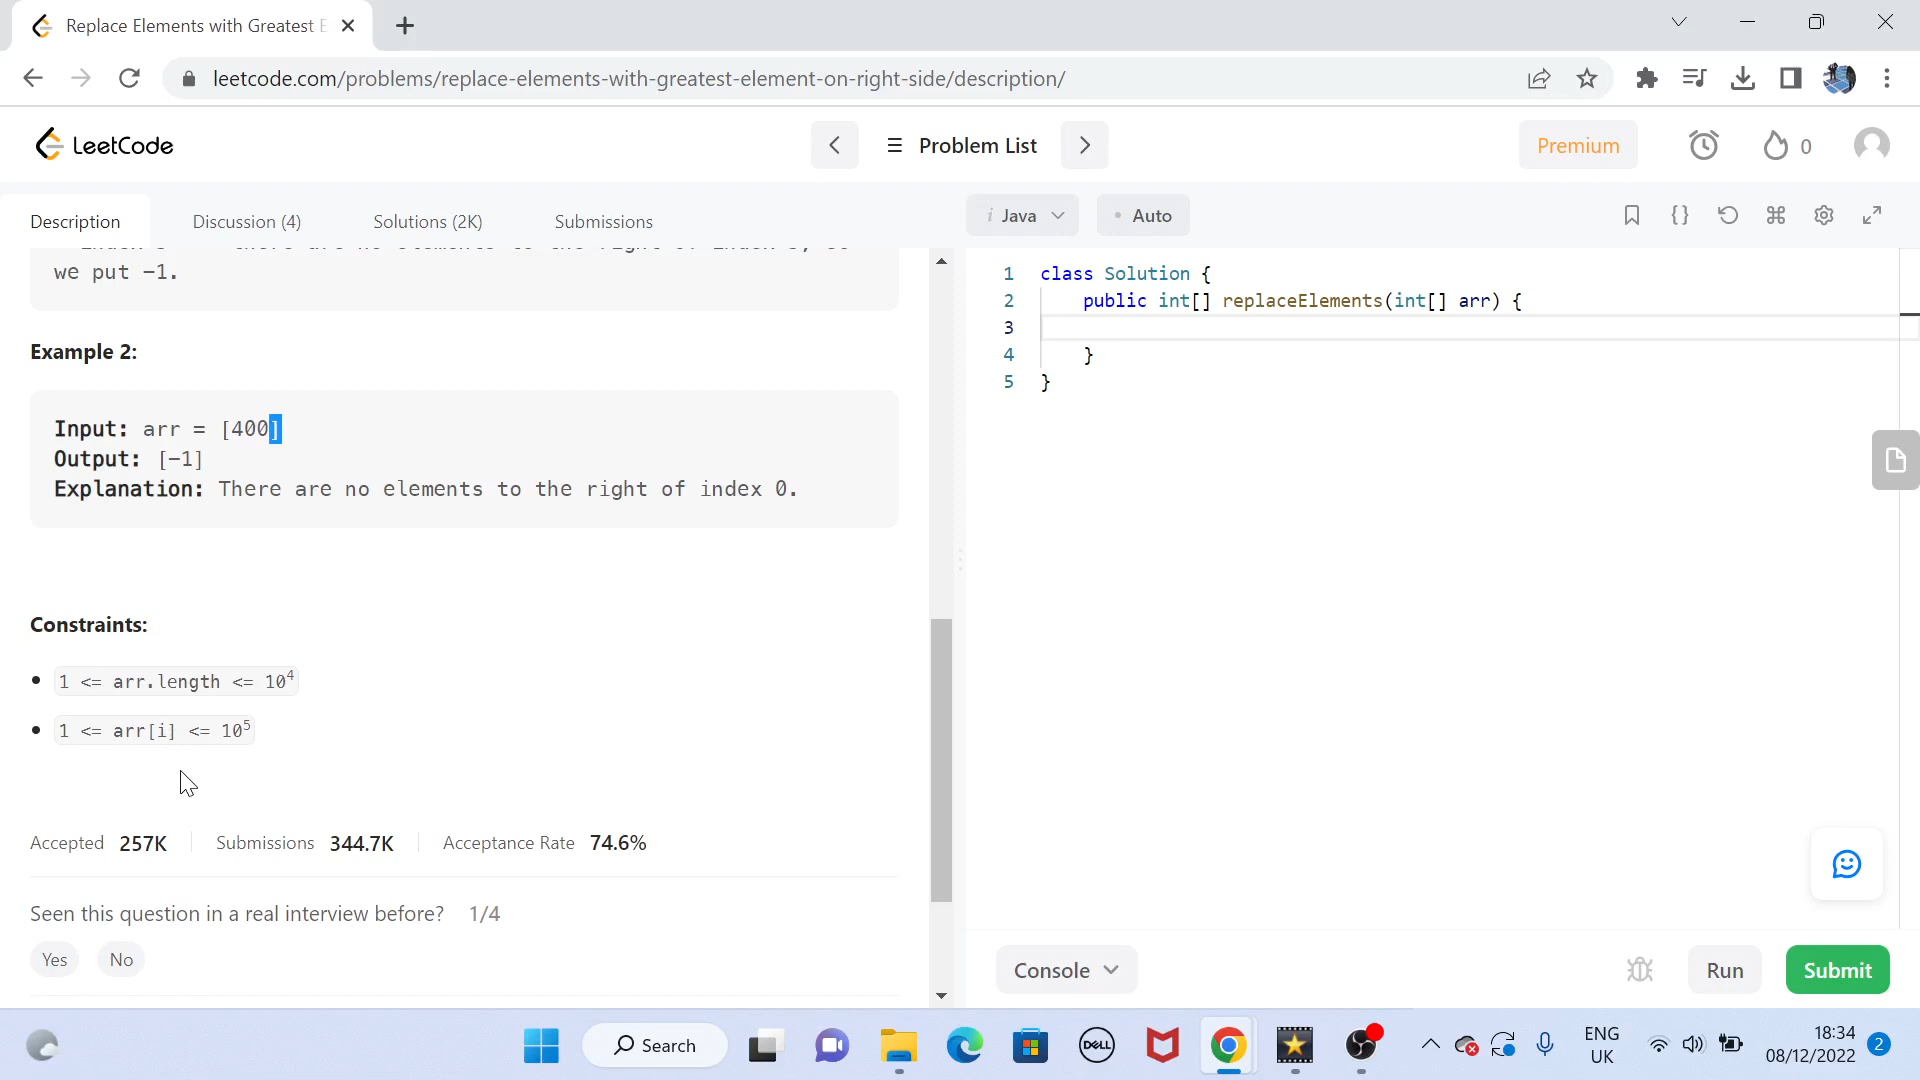 Replace Elements with Greatest E
leetcode.com/problems/replace-elements-with-greatest-element-on-right-side/description/
LeetCode
Problem List
Premium
0
Description
Discussion (4)
Solutions (2K)
Submissions
i Java
• Auto
we put −1.
Example 2:
Input: arr = [400]
Output: [−1]
Explanation: There are no elements to the right of index 0.
Constraints:
• 1 <= arr.length <= 10⁴
• 1 <= arr[i] <= 10⁵
Accepted 257K
Submissions 344.7K
Acceptance Rate 74.6%
Seen this question in a real interview before? 1/4
Yes
No
1 class Solution {
2 public int[] replaceElements(int[] arr) {
3
4 }
5 }
Console
Run
Submit
Search
DELL
ENG
UK
18:34
08/12/2022
2